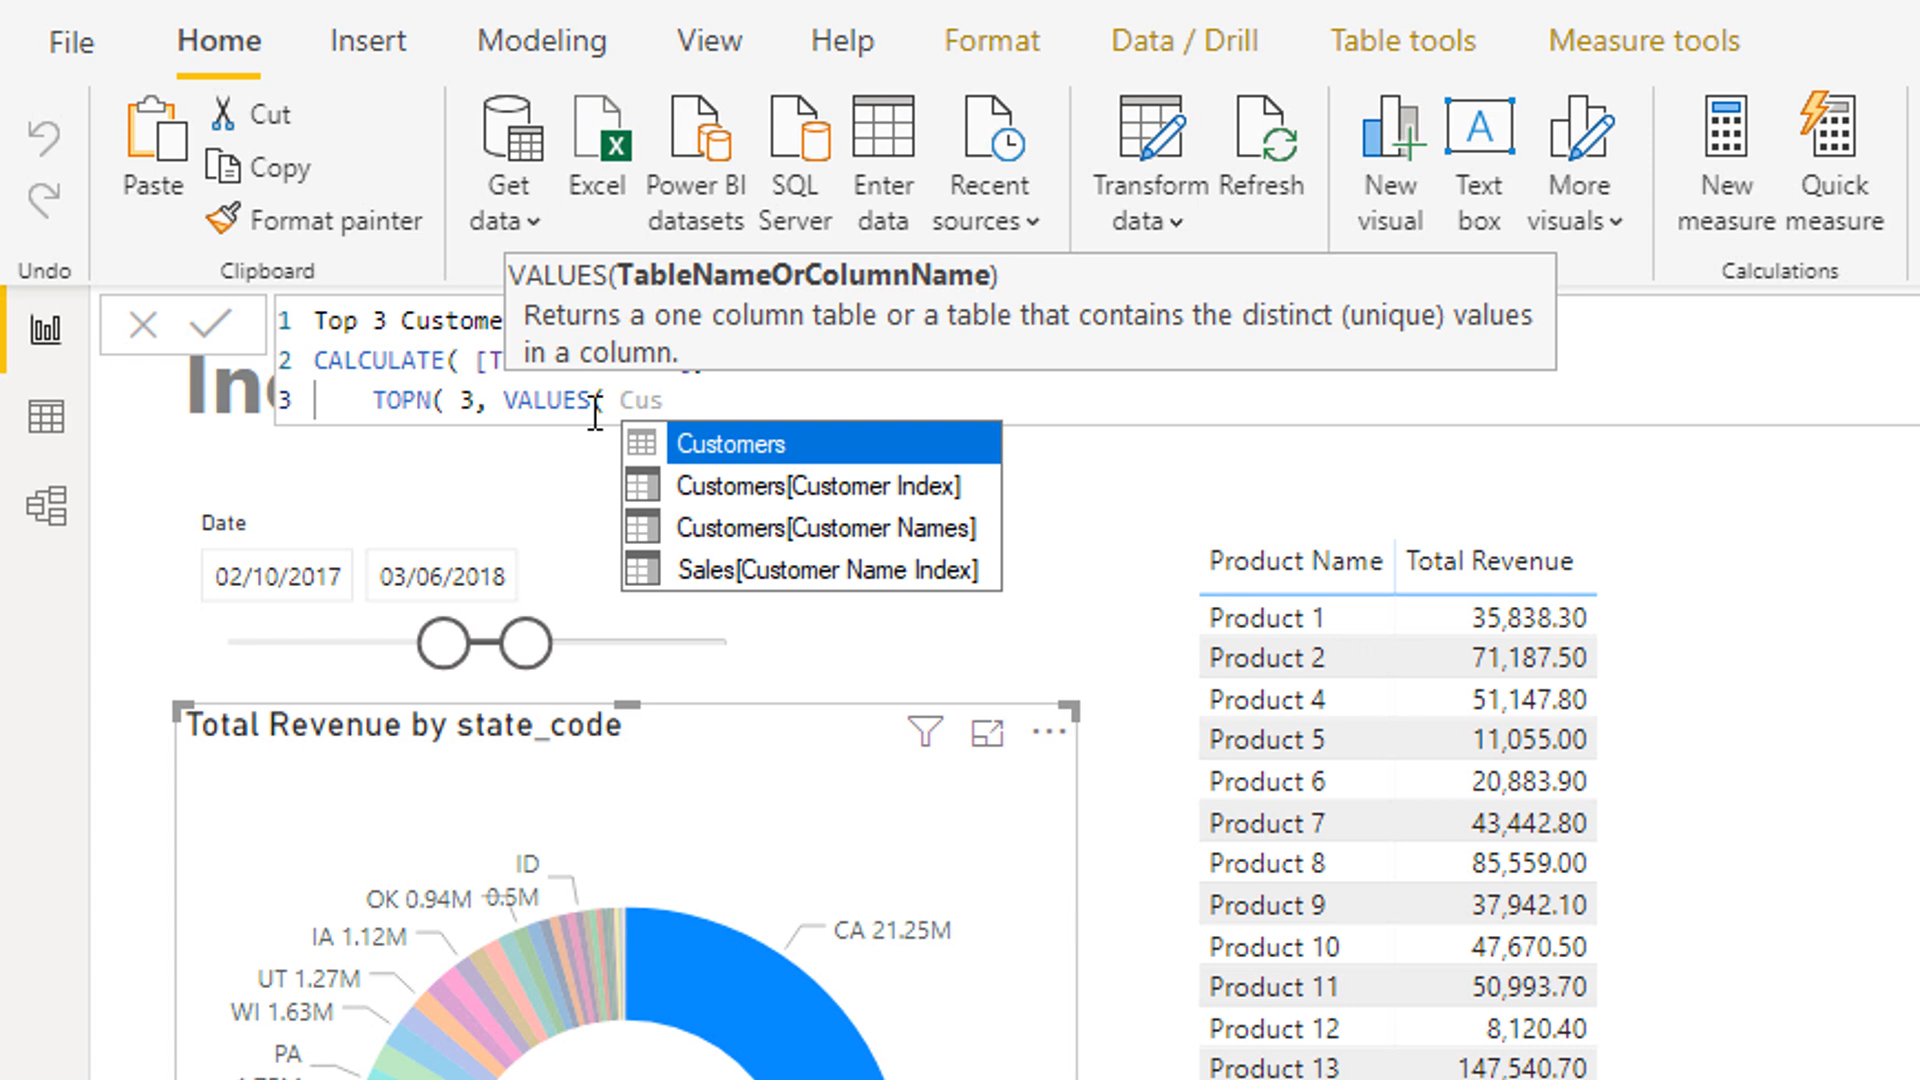 File Home Insert Modeling View Help Format Data / Drill Table tools Measure tools
Paste
Cut
Copy
Format painter
Get data
Excel
Power BI datasets
SQL Server
Enter data
Recent sources
Transform data
Refresh
New visual
Text box
More visuals
New measure
Quick measure
Undo
Clipboard
Calculations
VALUES(TableNameOrColumnName)
Returns a one column table or a table that contains the distinct (unique) values
in a column.
1 Top 3 Custome
2 CALCULATE( [T
3 TOPN( 3, VALUES( Cus
Customers
Customers[Customer Index]
Customers[Customer Names]
Sales[Customer Name Index]
Date
02/10/2017 03/06/2018
Total Revenue by state_code
ID
OK 0.94M 0.5M
IA 1.12M
UT 1.27M
WI 1.63M
PA
CA 21.25M
Product Name Total Revenue
Product 1 35,838.30
Product 2 71,187.50
Product 4 51,147.80
Product 5 11,055.00
Product 6 20,883.90
Product 7 43,442.80
Product 8 85,559.00
Product 9 37,942.10
Product 10 47,670.50
Product 11 50,993.70
Product 12 8,120.40
Product 13 147,540.70